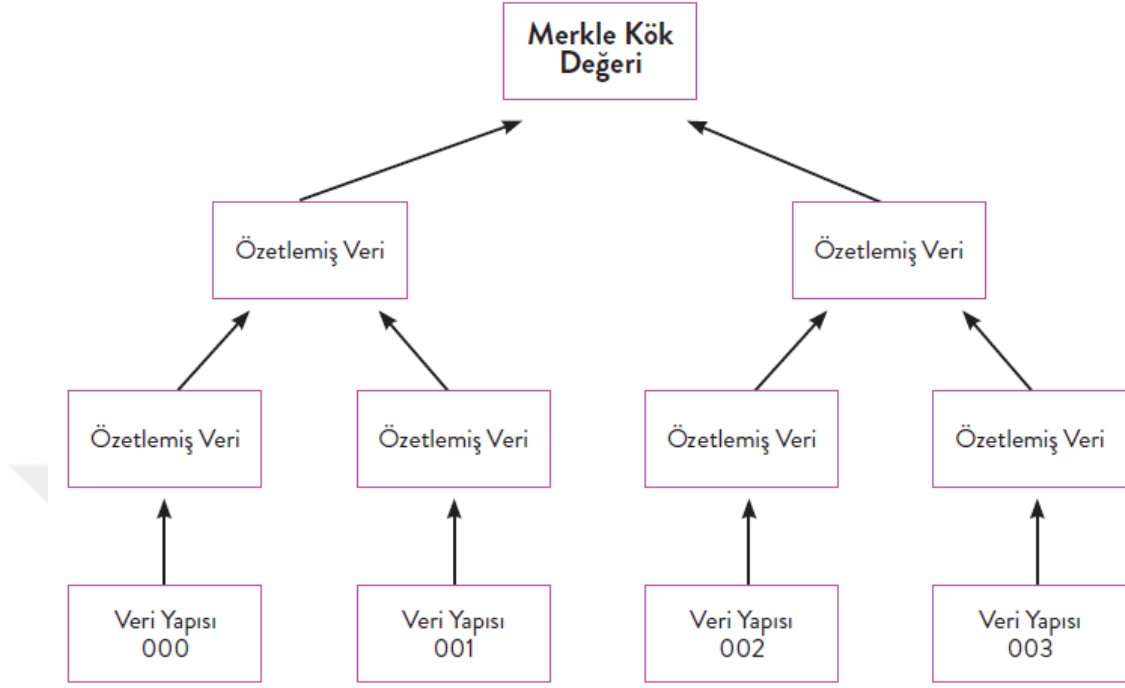 Merkle Kök
Değeri
Özetlemiş Veri
Özetlemiş Veri
Özetlemiş Veri
Özetlemiş Veri
Özetlemiş Veri
Özetlemiş Veri
Veri Yapısı
000
Veri Yapısı
001
Veri Yapısı
002
Veri Yapısı
003